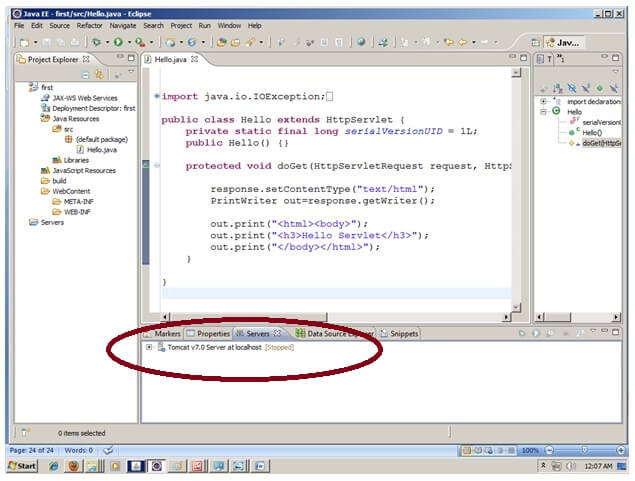 Java EE - first/src/Hello.java - Eclipse
File Edit Source Refactor Navigate Search Project Run Window Help
Jav...
Project Explorer
Hello.java
first
JAX-WS Web Services
Deployment Descriptor: first
Java Resources
src
(default package)
Hello.java
Libraries
JavaScript Resources
build
WebContent
META-INF
WEB-INF
Servers
import java.io.IOException;
public class Hello extends HttpServlet {
private static final long serialVersionUID = 1L;
public Hello() {}
protected void doGet(HttpServletRequest request, HttpS
response.setContentType("text/html");
PrintWriter out=response.getWriter();
out.print("<html><body>");
out.print("<h3>Hello Servlet</h3>");
out.print("</body></html>");
}
}
import declarations
Hello
serialVersion
Hello()
doGet(HttpS
Markers Properties Servers Data Source Explorer Snippets
Tomcat v7.0 Server at localhost [Stopped]
0 items selected
Page: 24 of 24 Words: 0 100%
Start 12:07 AM